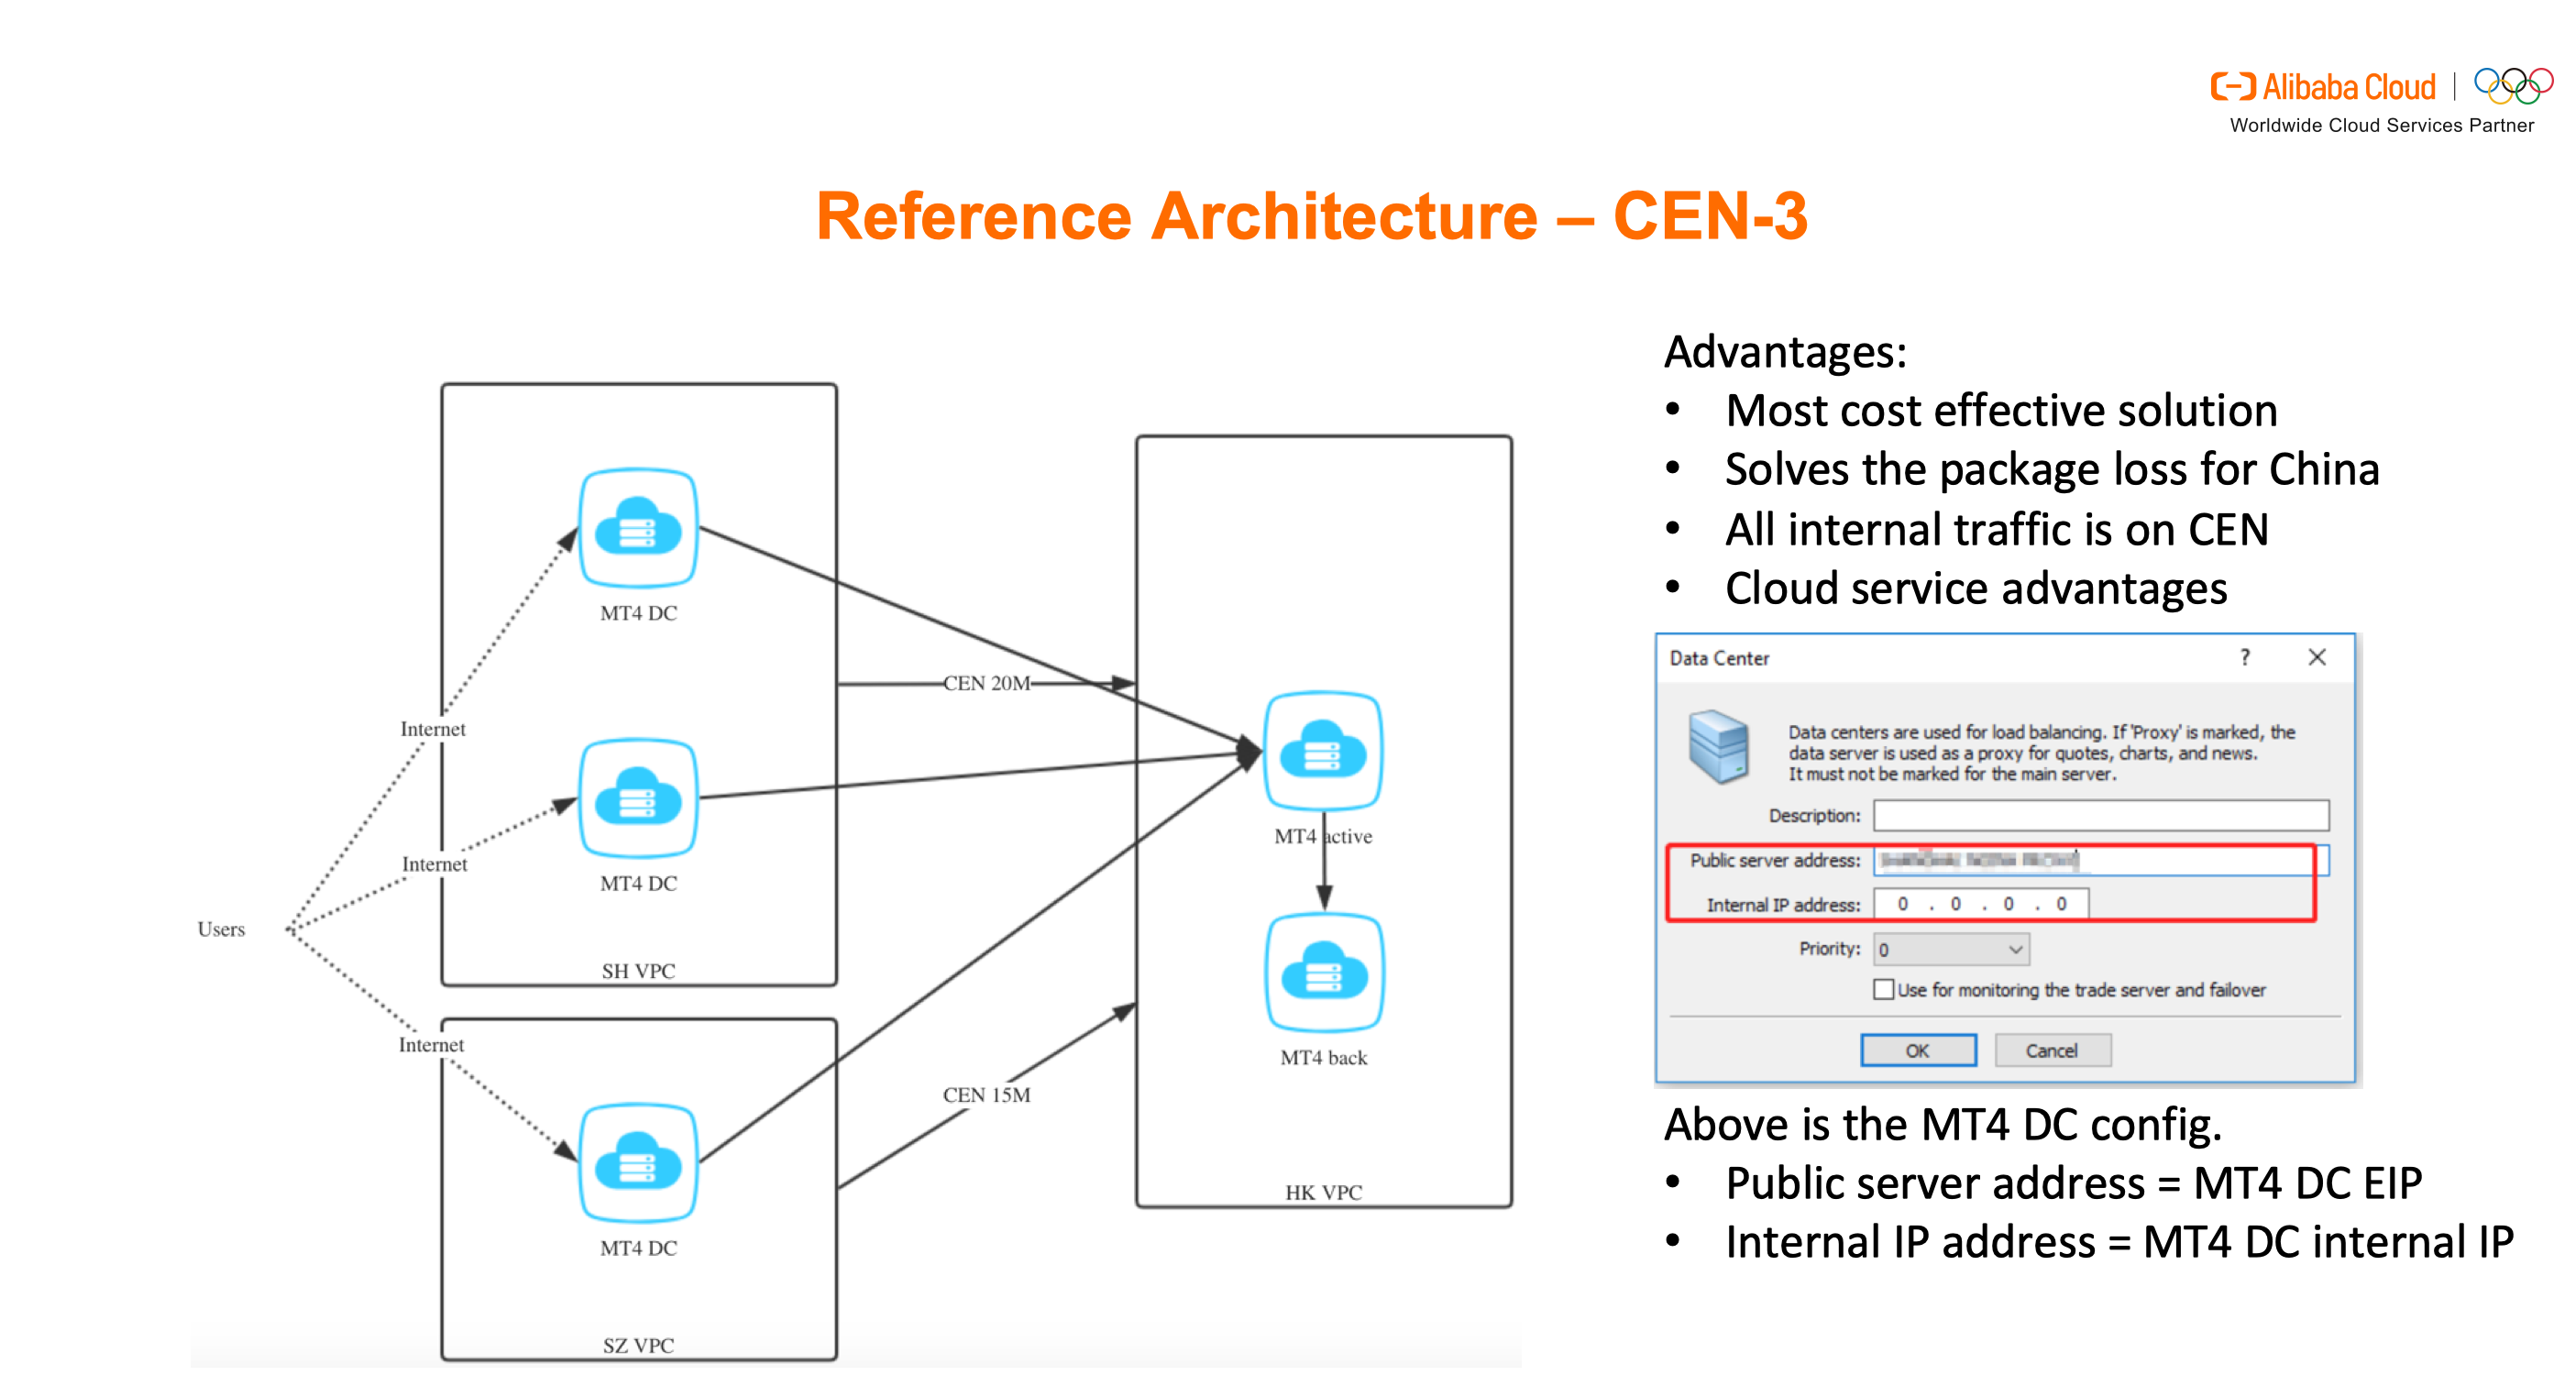 Alibaba Cloud
Worldwide Cloud Services Partner
Reference Architecture – CEN-3
MT4 DC
Internet
CEN 20M
Internet
MT4 DC
Users
SH VPC
Internet
MT4 DC
SZ VPC
CEN 15M
MT4 active
MT4 back
HK VPC
Advantages:
• Most cost effective solution
• Solves the package loss for China
• All internal traffic is on CEN
• Cloud service advantages
Data Center ? ×
Data centers are used for load balancing. If 'Proxy' is marked, the
data server is used as a proxy for quotes, charts, and news.
It must not be marked for the main server.
Description:
Public server address:
Internal IP address: 0 . 0 . 0 . 0
Priority: 0
Use for monitoring the trade server and failover
OK Cancel
Above is the MT4 DC config.
• Public server address = MT4 DC EIP
• Internal IP address = MT4 DC internal IP